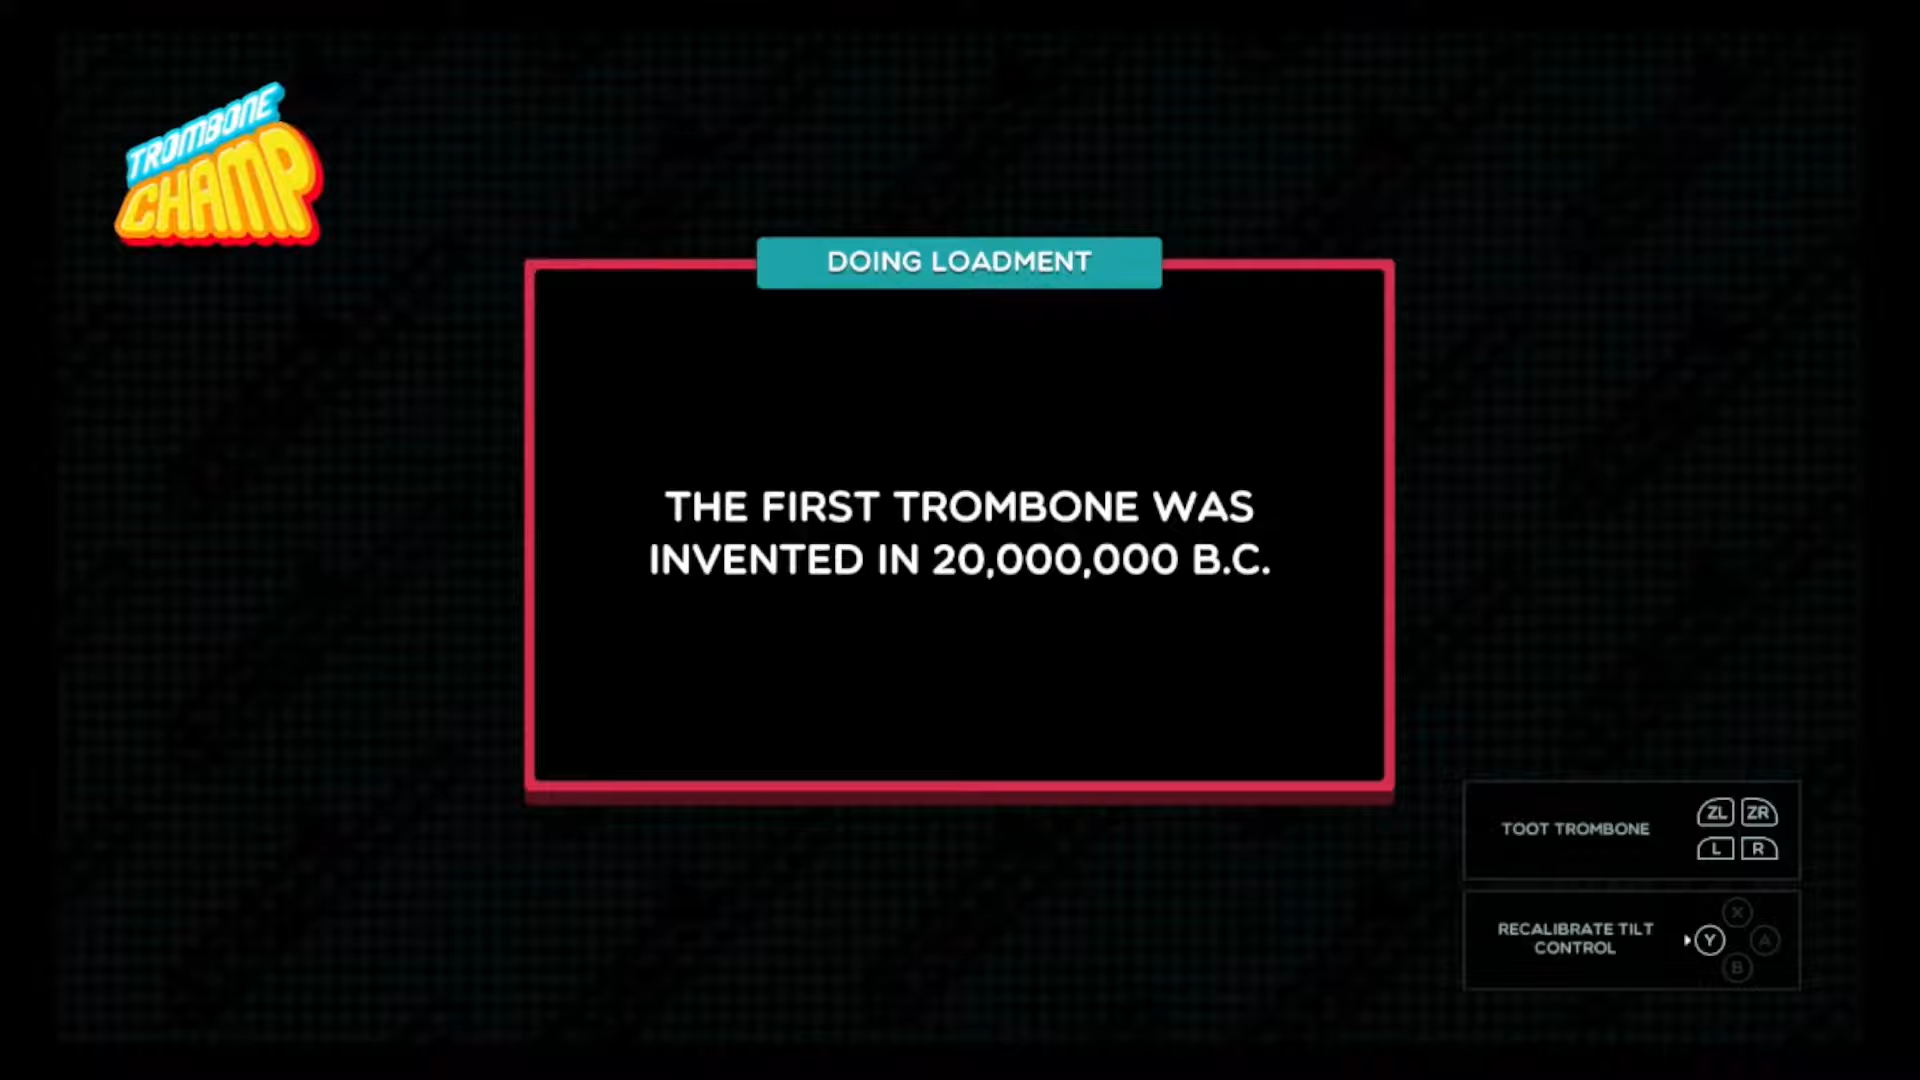 TROMBONE
CHAMP
DOING LOADMENT
THE FIRST TROMBONE WAS
INVENTED IN 20,000,000 B.C.
TOOT TROMBONE
ZL ZR
L R
RECALIBRATE TILT
CONTROL
X
Y A
B